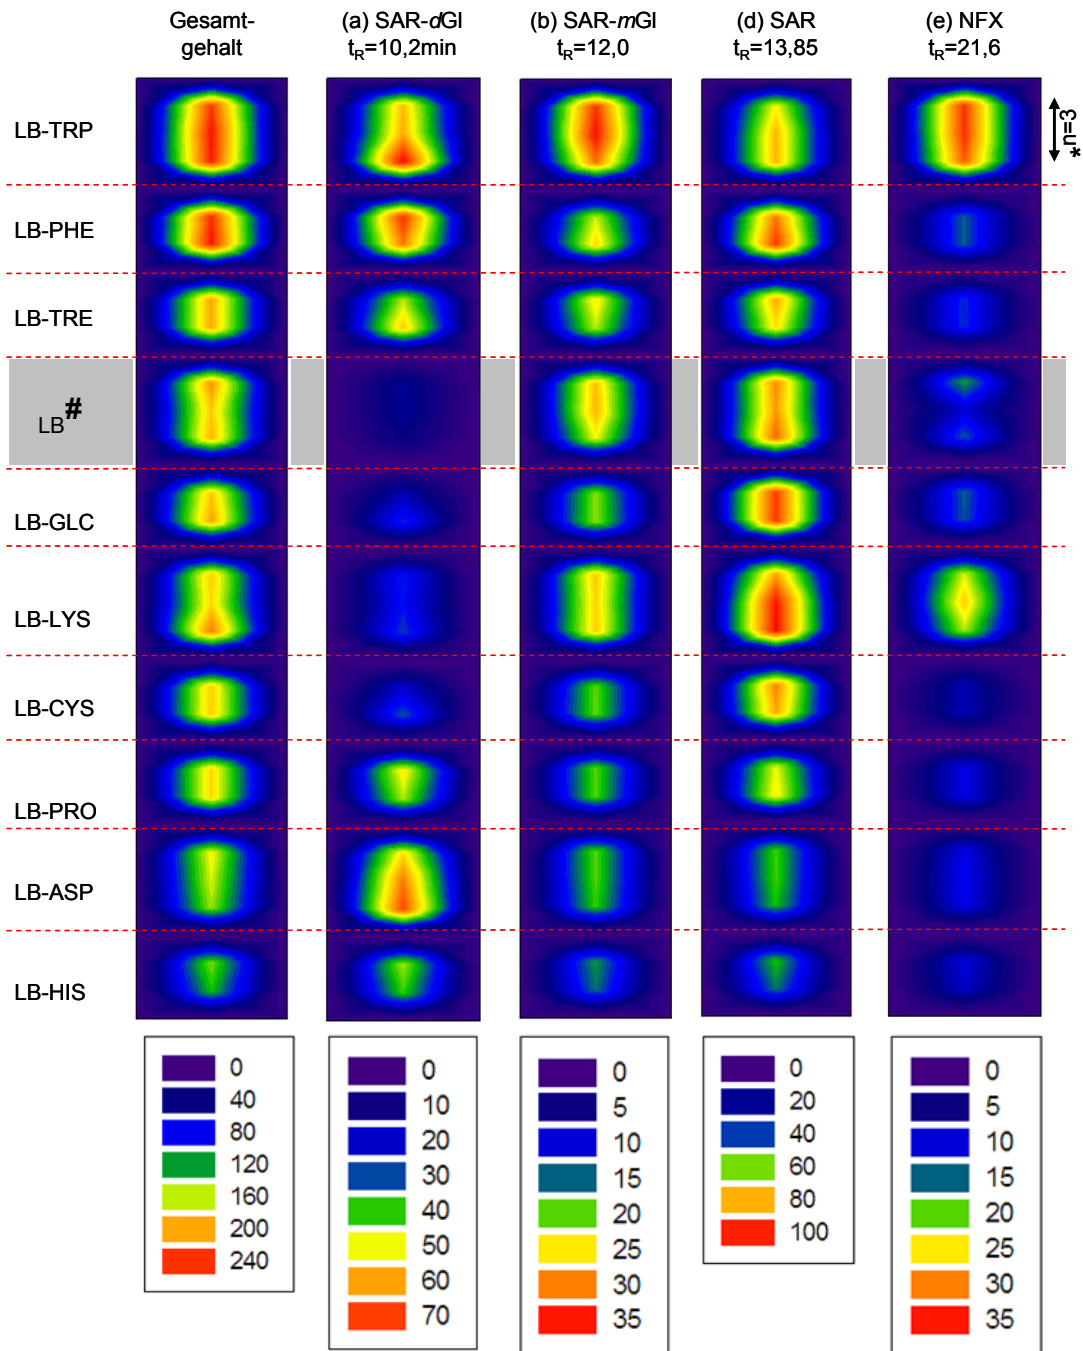 Gesamt-
gehalt
(a) SAR-dGl
tR=10,2min
(b) SAR-mGl
tR=12,0
(d) SAR
tR=13,85
(e) NFX
tR=21,6
LB-TRP
*n=3
LB-PHE
LB-TRE
LB#
LB-GLC
LB-LYS
LB-CYS
LB-PRO
LB-ASP
LB-HIS
0
40
80
120
160
200
240
0
10
20
30
40
50
60
70
0
5
10
15
20
25
30
35
0
20
40
60
80
100
0
5
10
15
20
25
30
35